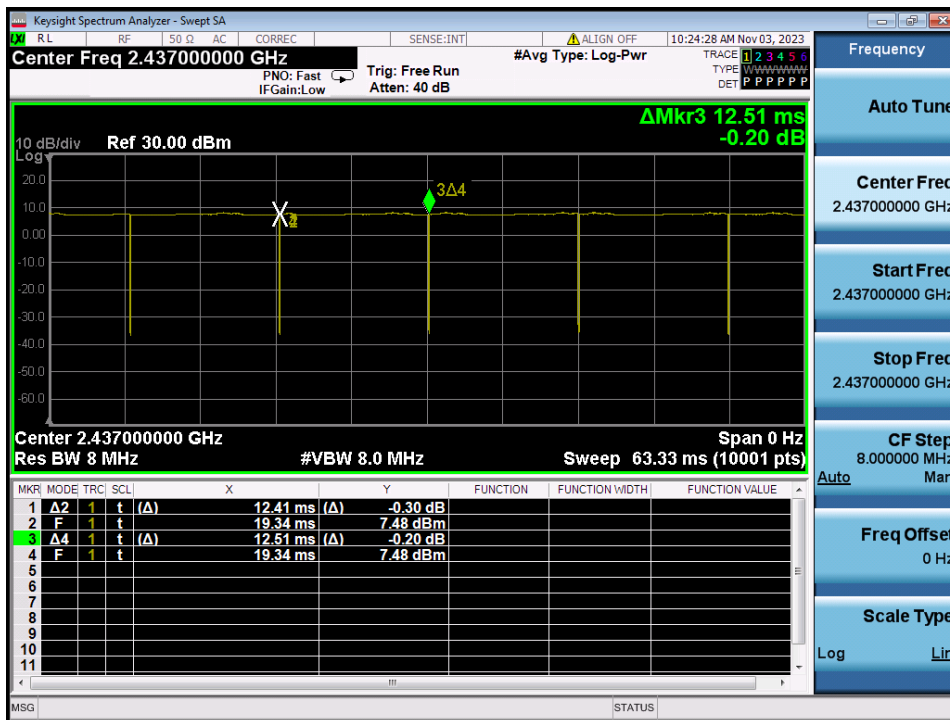 Keysight Spectrum Analyzer - Swept SA
LXI RL RF 50 Ω AC CORREC SENSE:INT ALIGN OFF 10:24:28 AM Nov 03, 2023
Center Freq 2.437000000 GHz
PNO: Fast
IFGain:Low
Trig: Free Run
Atten: 40 dB
#Avg Type: Log-Pwr
TRACE 1 2 3 4 5 6
TYPE WWWWWW
DET P P P P P P
ΔMkr3 12.51 ms
-0.20 dB
10 dB/div Ref 30.00 dBm
Log
20.0
10.0
0.00
-10.0
-20.0
-30.0
-40.0
-50.0
-60.0
3Δ4
Center 2.437000000 GHz Span 0 Hz
Res BW 8 MHz #VBW 8.0 MHz Sweep 63.33 ms (10001 pts)
MKR MODE TRC SCL X Y FUNCTION FUNCTION WIDTH FUNCTION VALUE
1 Δ2 1 t (Δ) 12.41 ms (Δ) -0.30 dB
2 F 1 t 19.34 ms 7.48 dBm
3 Δ4 1 t (Δ) 12.51 ms (Δ) -0.20 dB
4 F 1 t 19.34 ms 7.48 dBm
5
6
7
8
9
10
11
MSG STATUS
Frequency
Auto Tune
Center Freq
2.437000000 GHz
Start Freq
2.437000000 GHz
Stop Freq
2.437000000 GHz
CF Step
8.000000 MHz
Auto Man
Freq Offset
0 Hz
Scale Type
Log Lin